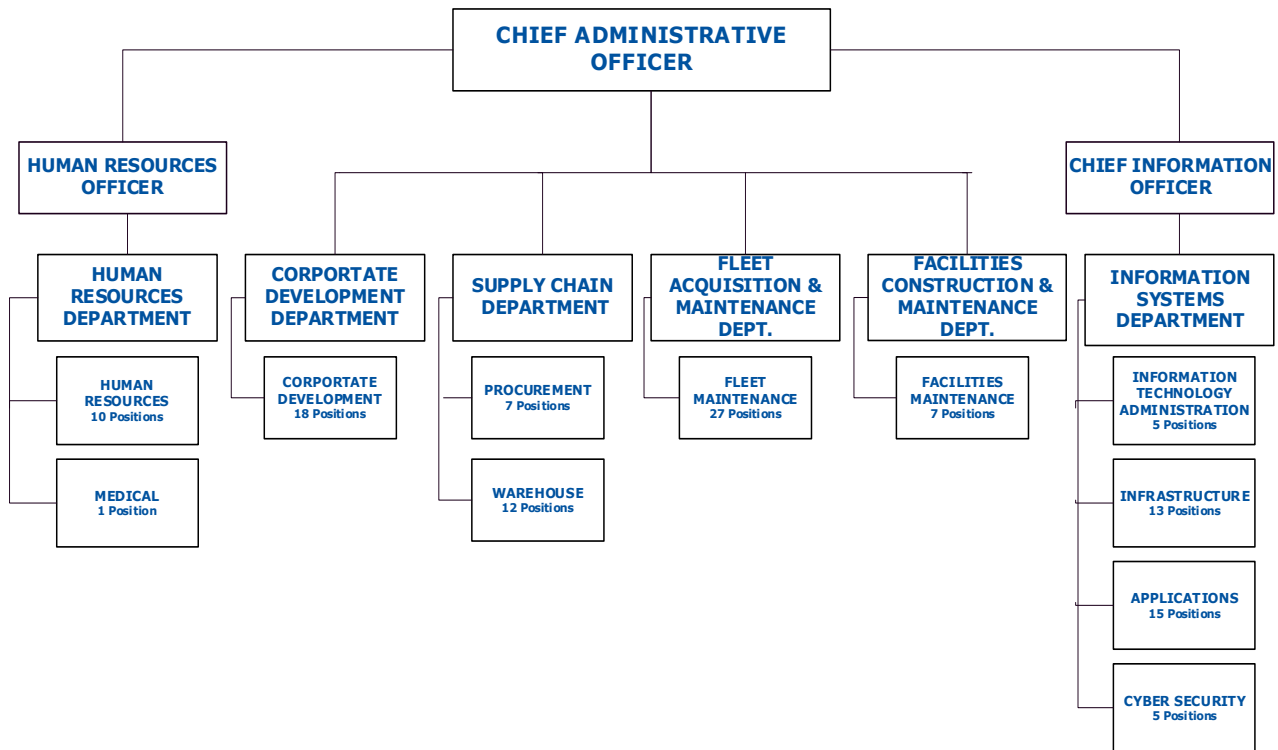 CHIEF ADMINISTRATIVE
OFFICER
HUMAN RESOURCES
OFFICER
CHIEF INFORMATION
OFFICER
HUMAN
RESOURCES
DEPARTMENT
CORPORTATE
DEVELOPMENT
DEPARTMENT
SUPPLY CHAIN
DEPARTMENT
FLEET
ACQUISITION &
MAINTENANCE
DEPT.
FACILITIES
CONSTRUCTION &
MAINTENANCE
DEPT.
INFORMATION
SYSTEMS
DEPARTMENT
HUMAN
RESOURCES
10 Positions
CORPORTATE
DEVELOPMENT
18 Positions
PROCUREMENT
7 Positions
FLEET
MAINTENANCE
27 Positions
FACILITIES
MAINTENANCE
7 Positions
INFORMATION
TECHNOLOGY
ADMINISTRATION
5 Positions
MEDICAL
1 Position
WAREHOUSE
12 Positions
INFRASTRUCTURE
13 Positions
APPLICATIONS
15 Positions
CYBER SECURITY
5 Positions